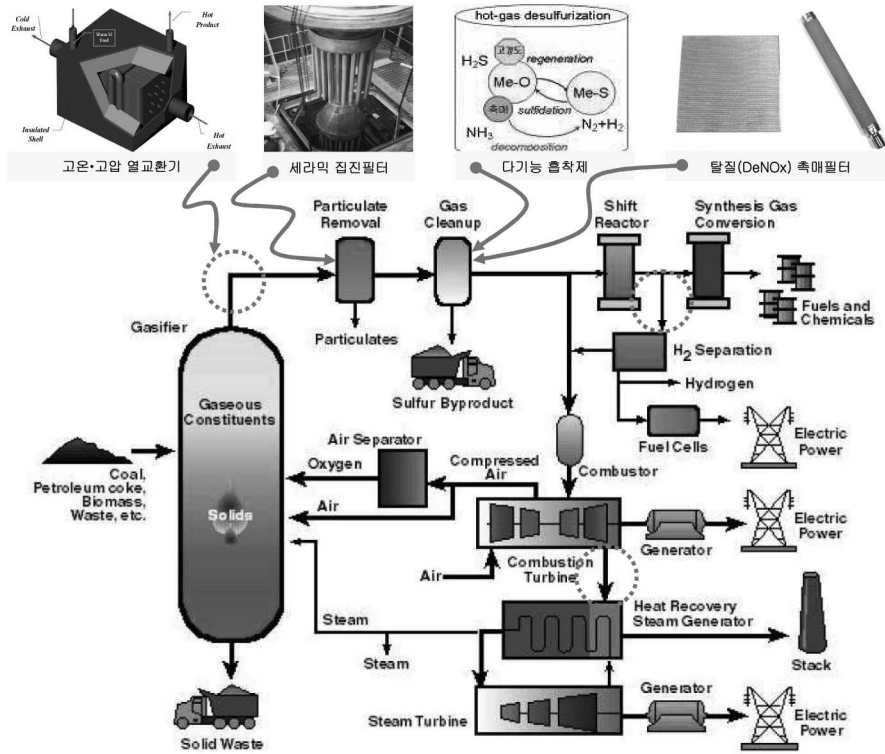 Cold
Exhaust
Hot
Product
Insulated
Shell
Hot
Exhaust
hot-gas desulfurization
고강도
regeneration
H2S
Me-O
Me-S
촉매
sulfidation
NH3
N2+H2
decomposition
고온•고압 열교환기
세라믹 집진필터
다기능 흡착제
탈질(DeNOx) 촉매필터
Particulate
Removal
Gas
Cleanup
Shift
Reactor
Synthesis Gas
Conversion
Gasifier
Particulates
Fuels and
Chemicals
H2 Separation
Sulfur Byproduct
Hydrogen
Gaseous
Constituents
Fuel Cells
Electric
Power
Air Separator
Oxygen
Compressed
Air
Combustor
Coal,
Petroleum coke,
Biomass,
Waste, etc.
Solids
Air
Generator
Electric
Power
Air
Combustion
Turbine
Steam
Heat Recovery
Steam Generator
Steam
Stack
Steam Turbine
Generator
Electric
Power
Solid Waste